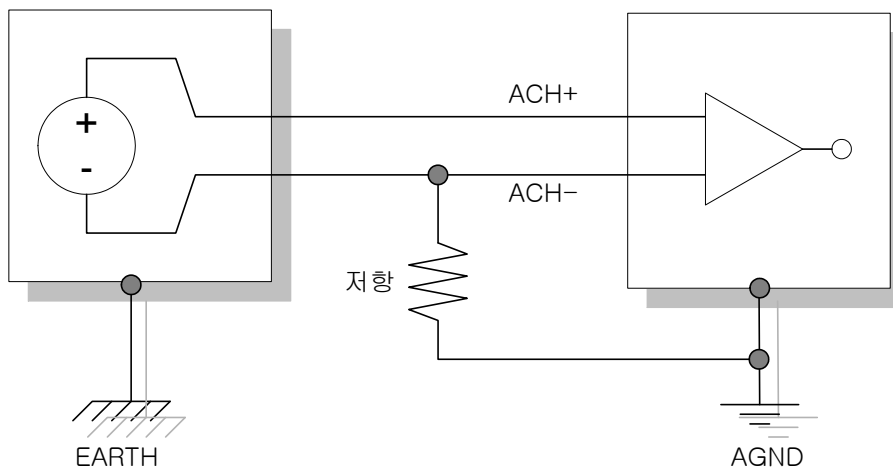 ACH+
+
-
ACH-
저항
EARTH
AGND